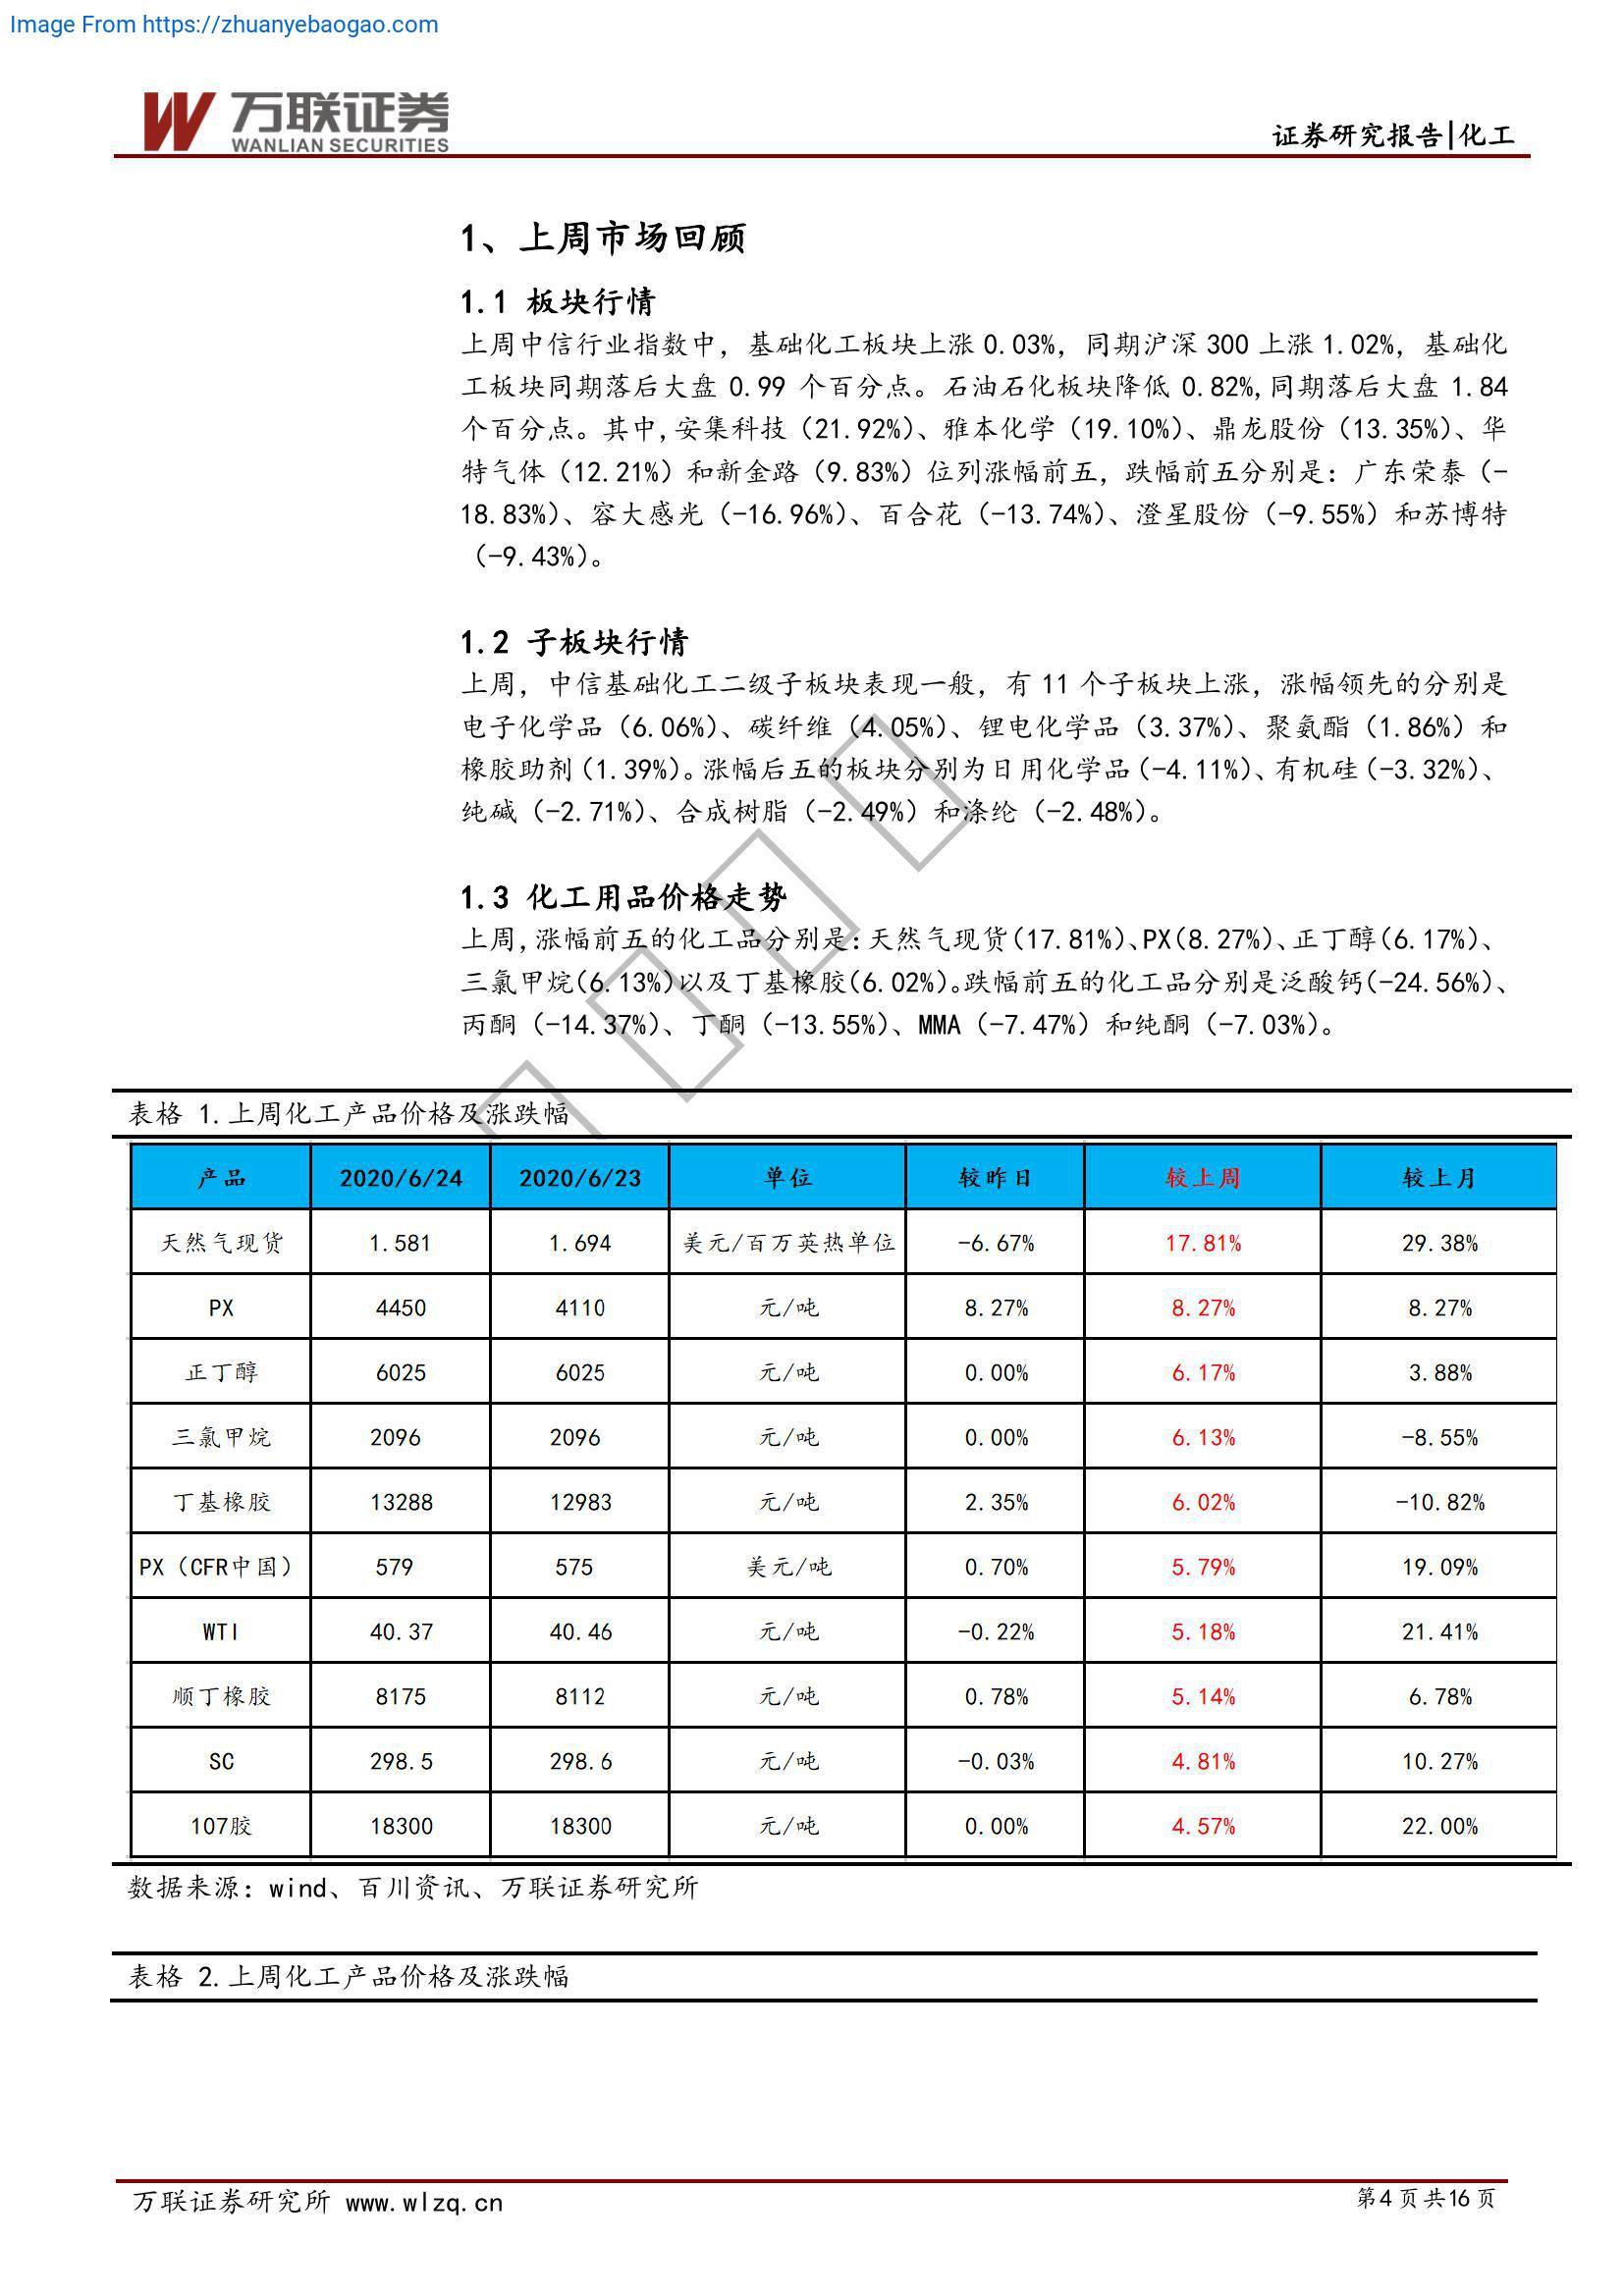 Image From https://zhuanyebaogao.com
万联证券
WANLIAN SECURITIES
证券研究报告|化工
1、上周市场回顾
1.1 板块行情
上周中信行业指数中，基础化工板块上涨 0.03%，同期沪深 300 上涨 1.02%，基础化
工板块同期落后大盘 0.99 个百分点。石油石化板块降低 0.82%,同期落后大盘 1.84
个百分点。其中,安集科技（21.92%）、雅本化学（19.10%）、鼎龙股份（13.35%）、华
特气体（12.21%）和新金路（9.83%）位列涨幅前五，跌幅前五分别是：广东荣泰（-
18.83%）、容大感光（-16.96%）、百合花（-13.74%）、澄星股份（-9.55%）和苏博特
（-9.43%）。
1.2 子板块行情
上周，中信基础化工二级子板块表现一般，有 11 个子板块上涨，涨幅领先的分别是
电子化学品（6.06%）、碳纤维（4.05%）、锂电化学品（3.37%）、聚氨酯（1.86%）和
橡胶助剂（1.39%）。涨幅后五的板块分别为日用化学品（-4.11%）、有机硅（-3.32%）、
纯碱（-2.71%）、合成树脂（-2.49%）和涤纶（-2.48%）。
1.3 化工用品价格走势
上周,涨幅前五的化工品分别是：天然气现货（17.81%）、PX（8.27%）、正丁醇（6.17%）、
三氯甲烷（6.13%）以及丁基橡胶（6.02%）。跌幅前五的化工品分别是泛酸钙（-24.56%）、
丙酮（-14.37%）、丁酮（-13.55%）、MMA（-7.47%）和纯酮（-7.03%）。
表格 1.上周化工产品价格及涨跌幅
产品 2020/6/24 2020/6/23 单位 较昨日 较上周 较上月
天然气现货 1.581 1.694 美元/百万英热单位 -6.67% 17.81% 29.38%
PX 4450 4110 元/吨 8.27% 8.27% 8.27%
正丁醇 6025 6025 元/吨 0.00% 6.17% 3.88%
三氯甲烷 2096 2096 元/吨 0.00% 6.13% -8.55%
丁基橡胶 13288 12983 元/吨 2.35% 6.02% -10.82%
PX（CFR中国） 579 575 美元/吨 0.70% 5.79% 19.09%
WTI 40.37 40.46 元/吨 -0.22% 5.18% 21.41%
顺丁橡胶 8175 8112 元/吨 0.78% 5.14% 6.78%
SC 298.5 298.6 元/吨 -0.03% 4.81% 10.27%
107胶 18300 18300 元/吨 0.00% 4.57% 22.00%
数据来源：wind、百川资讯、万联证券研究所
表格 2.上周化工产品价格及涨跌幅
万联证券研究所 www.wlzq.cn
第4页共16页